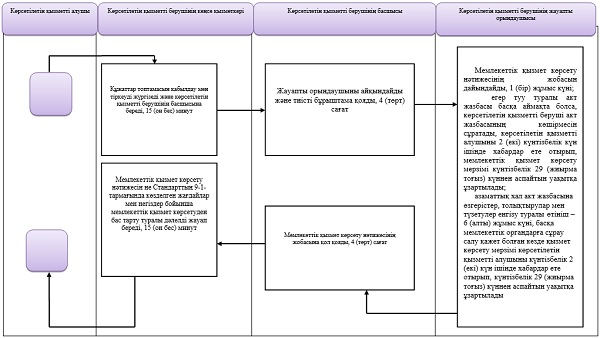 Көрсетілетін қызметті алушы
Көрсетілетін қызметті берушінің кеңсе қызметкері
Көрсетілетін қызметті берушінің басшысы
Көрсетілетін қызметті берушінің жауапты
орындаушысы
Құжаттар топтамасын қабылдау мен
тіркеуді жүргізеді және көрсетілетін
қызметті берушінің басшысына
береді, 15 (он бес) минут
Жауапты орындаушыны айқындайды
және тиісті бұрыштама қояды, 4 (төрт)
сағат
Мемлекеттік қызмет көрсету
нәтижесінің жобасын
дайындайды, 1 (бір) жұмыс күні;
егер туу туралы акт
жазбасы басқа аймақта болса,
көрсетілетін қызметті беруші акт
жазбасының көшірмесін
сұратады, көрсетілетін қызметті
алушыны 2 (екі) күнтізбелік күн
ішінде хабардар ете отырып,
мемлекеттік қызмет көрсету
мерзімі күнтізбелік 29 (жиырма
тоғыз) күннен аспайтын уақытқа
ұзартылады;
азаматтық хал акт жазбасына
өзгерістер, толықтырулар мен
түзетулер енгізу туралы өтініш –
6 (алты) жұмыс күні, басқа
мемлекеттік органдарға сұрау
салу қажет болған кезде қызмет
көрсету мерзімі көрсетілетін
қызметті алушыны күнтізбелік 2
(екі) күн ішінде хабардар ете
отырып, күнтізбелік 29 (жиырма
тоғыз) күннен аспайтын уақытқа
ұзартылады
Мемлекеттік қызмет көрсету
нәтижесін не Стандарттың 9-1-
тармағында көзделген жағдайлар
мен негіздер бойынша
мемлекеттік қызмет көрсетуден
бас тарту туралы дәлелді жауап
береді, 15 (он бес) минут
Мемлекеттік қызмет көрсету нәтижесінің
жобасына қол қояды, 4 (төрт) сағат